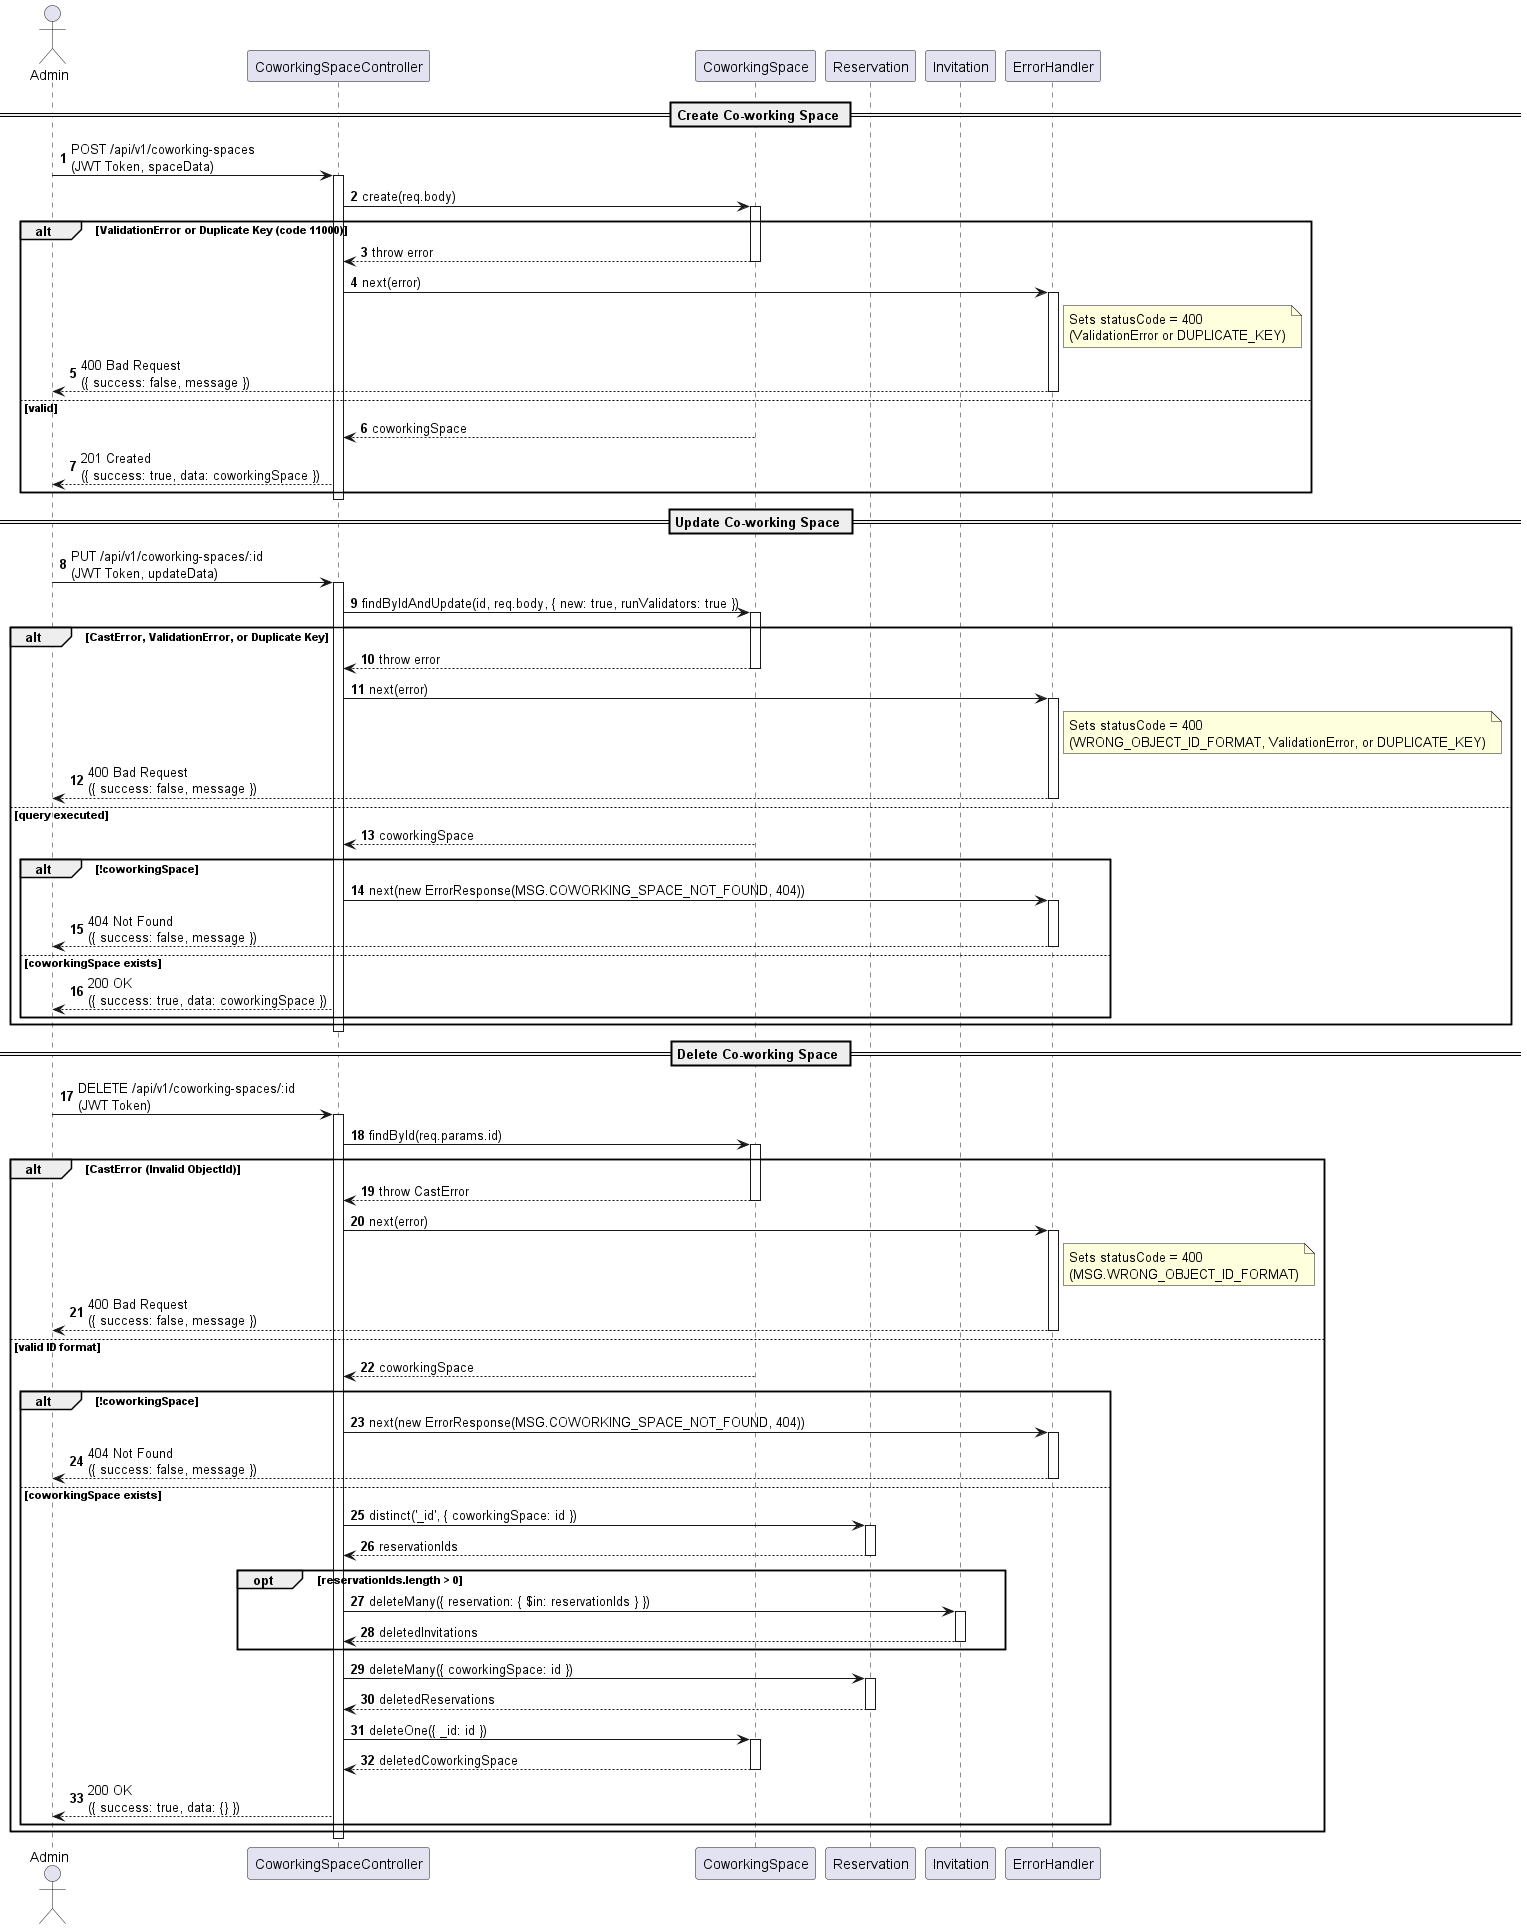 Admin
CoworkingSpaceController
CoworkingSpace
Reservation
Invitation
ErrorHandler
Create Co-working Space
1 POST /api/v1/coworking-spaces
(JWT Token, spaceData)
2 create(req.body)
alt [ValidationError or Duplicate Key (code 11000)]
3 throw error
4 next(error)
Sets statusCode = 400
(ValidationError or DUPLICATE_KEY)
5 400 Bad Request
({ success: false, message })
[valid]
6 coworkingSpace
7 201 Created
({ success: true, data: coworkingSpace })
Update Co-working Space
8 PUT /api/v1/coworking-spaces/:id
(JWT Token, updateData)
9 findByIdAndUpdate(id, req.body, { new: true, runValidators: true })
alt [CastError, ValidationError, or Duplicate Key]
10 throw error
11 next(error)
Sets statusCode = 400
(WRONG_OBJECT_ID_FORMAT, ValidationError, or DUPLICATE_KEY)
12 400 Bad Request
({ success: false, message })
[query executed]
13 coworkingSpace
alt [!coworkingSpace]
14 next(new ErrorResponse(MSG.COWORKING_SPACE_NOT_FOUND, 404))
15 404 Not Found
({ success: false, message })
[coworkingSpace exists]
16 200 OK
({ success: true, data: coworkingSpace })
Delete Co-working Space
17 DELETE /api/v1/coworking-spaces/:id
(JWT Token)
18 findById(req.params.id)
alt [CastError (Invalid ObjectId)]
19 throw CastError
20 next(error)
Sets statusCode = 400
(MSG.WRONG_OBJECT_ID_FORMAT)
21 400 Bad Request
({ success: false, message })
[valid ID format]
22 coworkingSpace
alt [!coworkingSpace]
23 next(new ErrorResponse(MSG.COWORKING_SPACE_NOT_FOUND, 404))
24 404 Not Found
({ success: false, message })
[coworkingSpace exists]
25 distinct('_id', { coworkingSpace: id })
26 reservationIds
opt [reservationIds.length > 0]
27 deleteMany({ reservation: { $in: reservationIds } })
28 deletedInvitations
29 deleteMany({ coworkingSpace: id })
30 deletedReservations
31 deleteOne({ _id: id })
32 deletedCoworkingSpace
33 200 OK
({ success: true, data: {} })
Admin
CoworkingSpaceController
CoworkingSpace
Reservation
Invitation
ErrorHandler